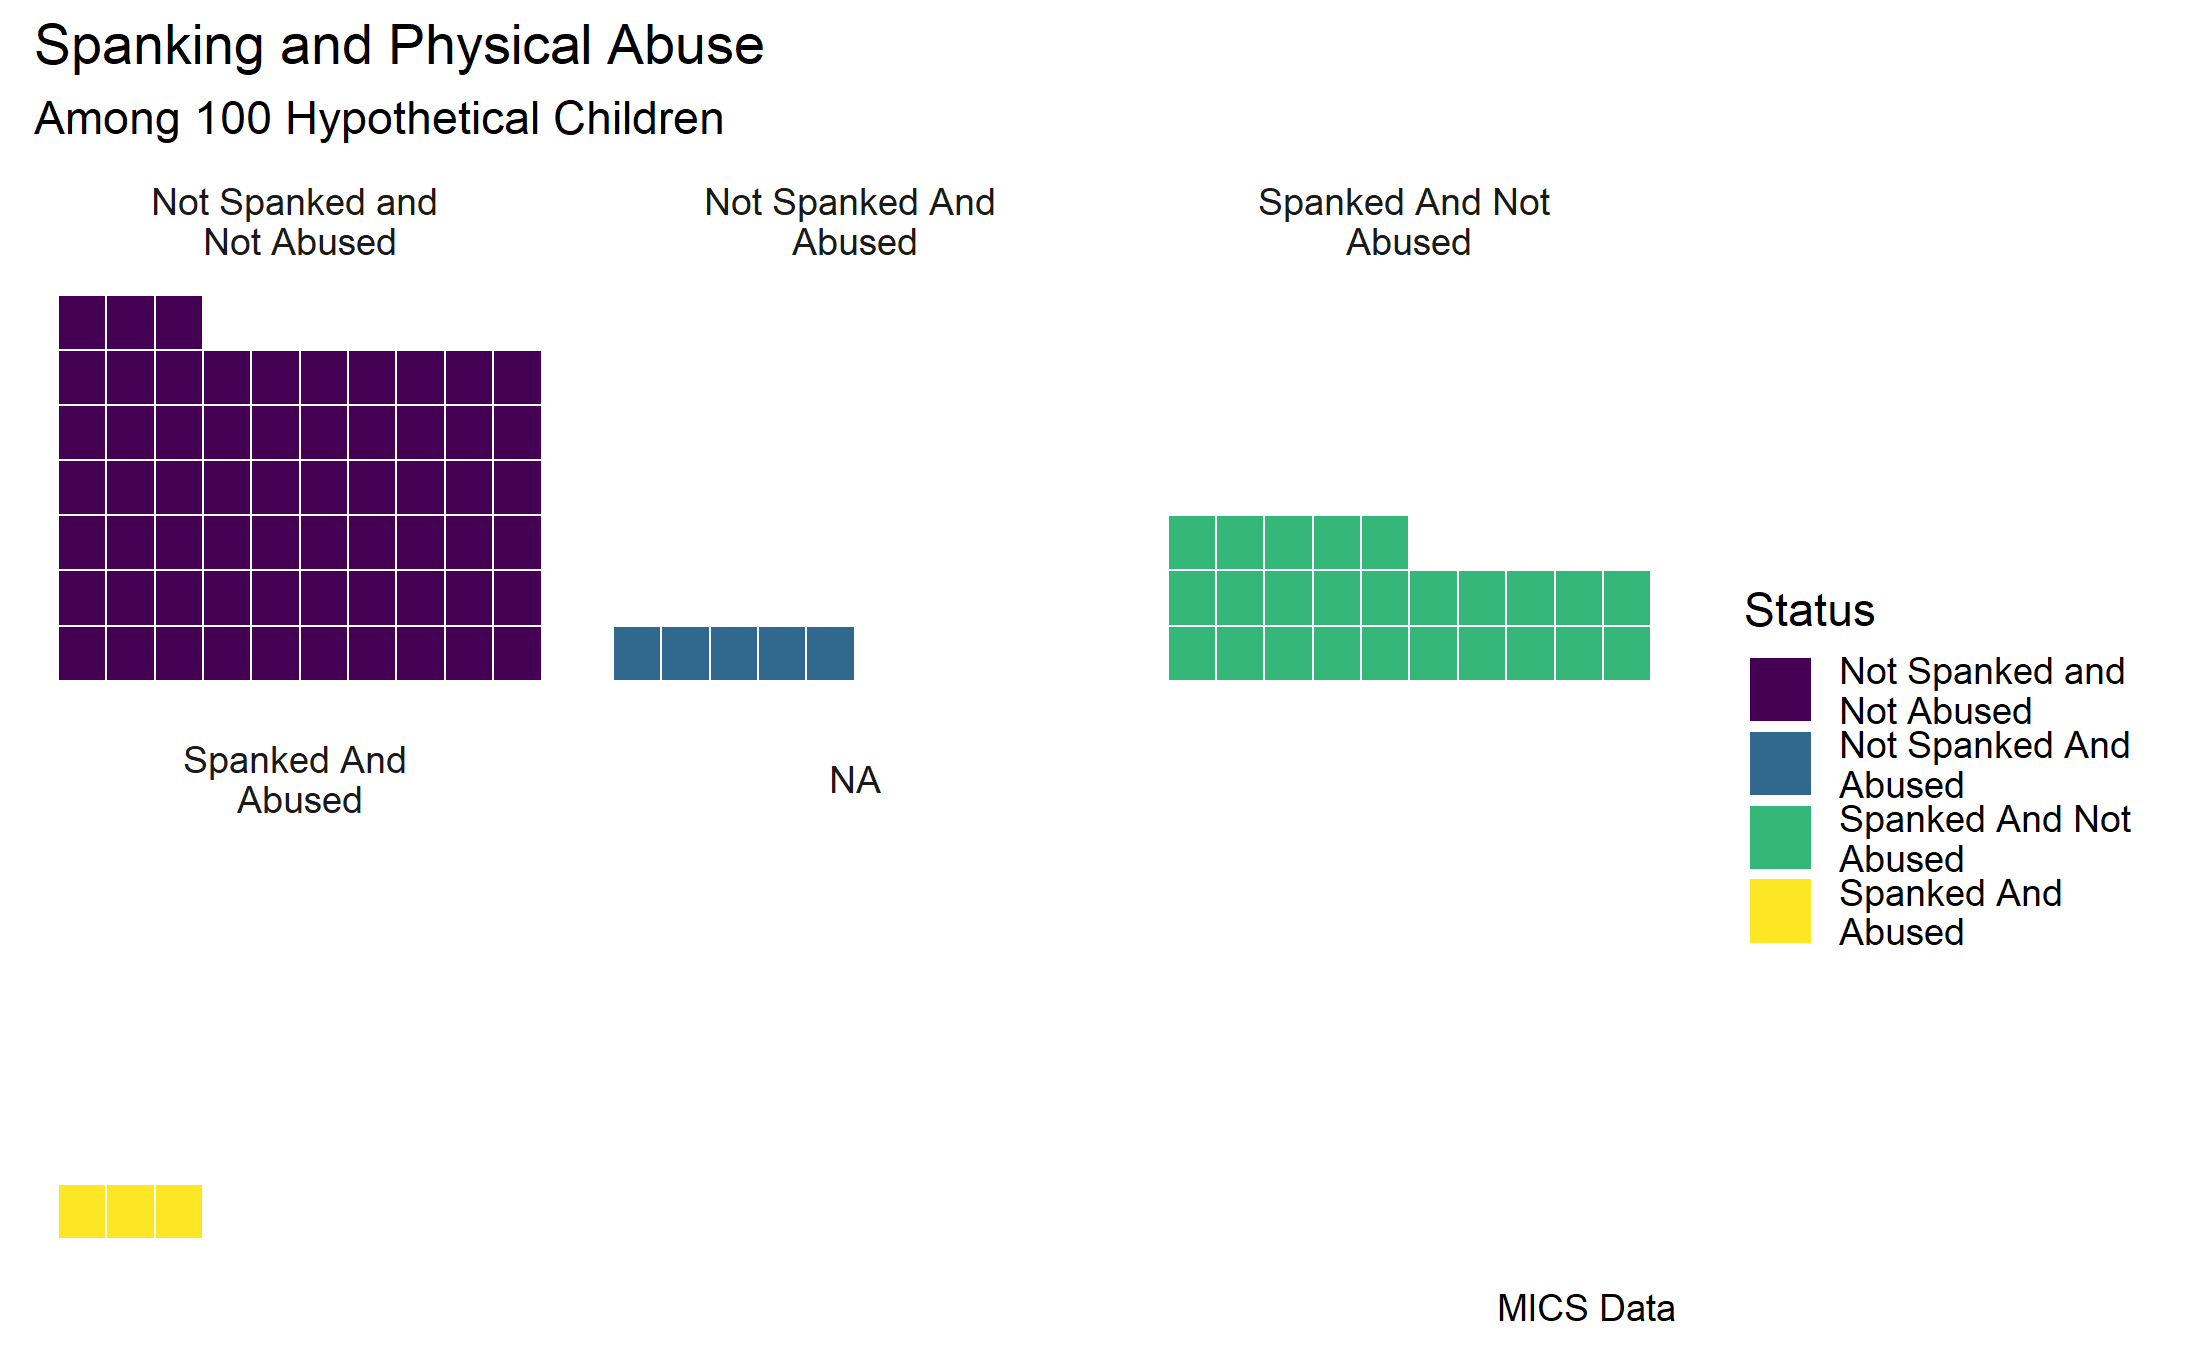 Spanking and Physical Abuse
Among 100 Hypothetical Children
Not Spanked and
Not Abused
Not Spanked And
Abused
Spanked And Not
Abused
Spanked And
Abused
NA
Status
Not Spanked and
Not Abused
Not Spanked And
Abused
Spanked And Not
Abused
Spanked And
Abused
MICS Data